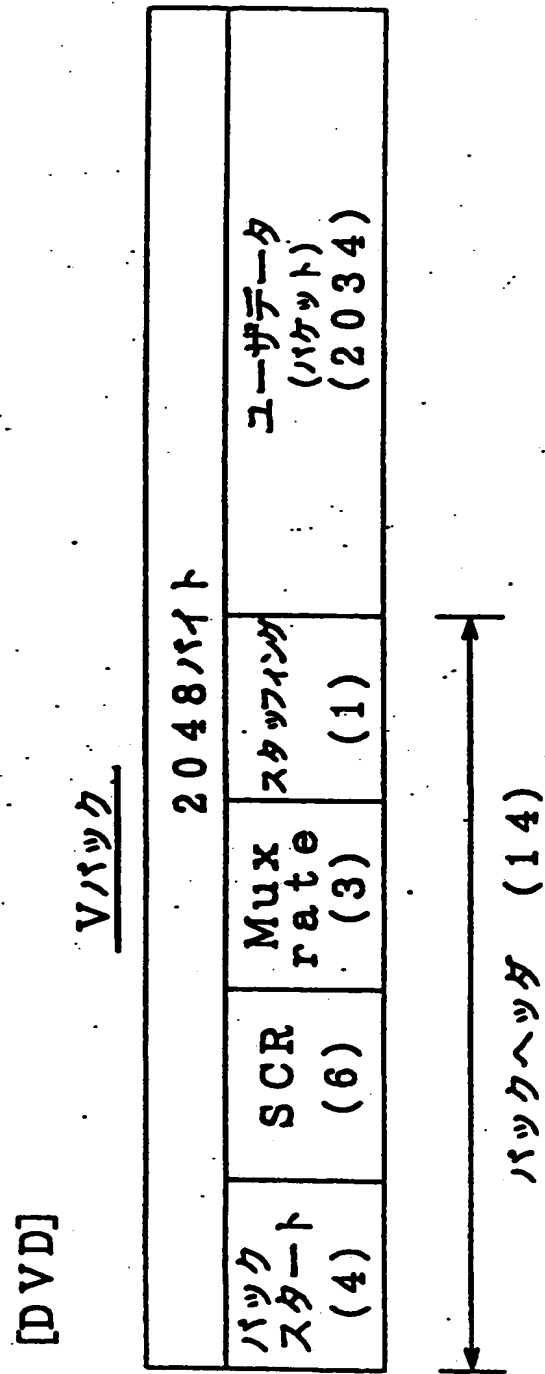 [DVD]
Vパック
2048バイト
パック
スタート
(4)
SCR
(6)
Mux
rate
(3)
スタッフィング
(1)
ユーザデータ
(パケット)
(2034)
パックヘッダ (14)